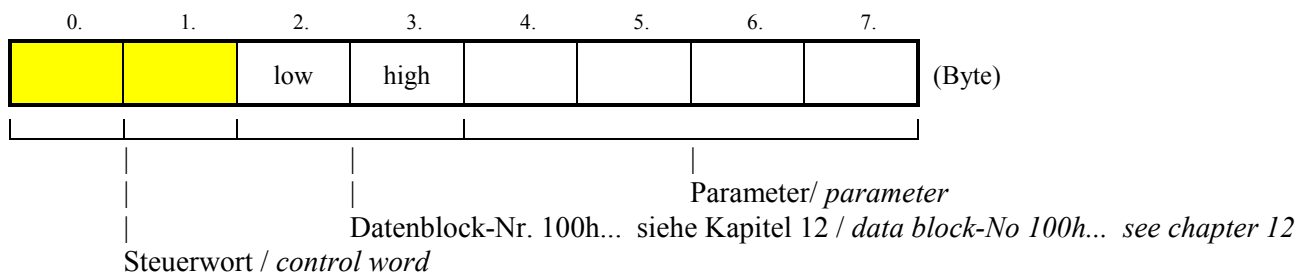 0. 1. 2. 3. 4. 5. 6. 7.
low high (Byte)
Parameter/ parameter
Datenblock-Nr. 100h... siehe Kapitel 12 / data block-No 100h... see chapter 12
Steuerwort / control word